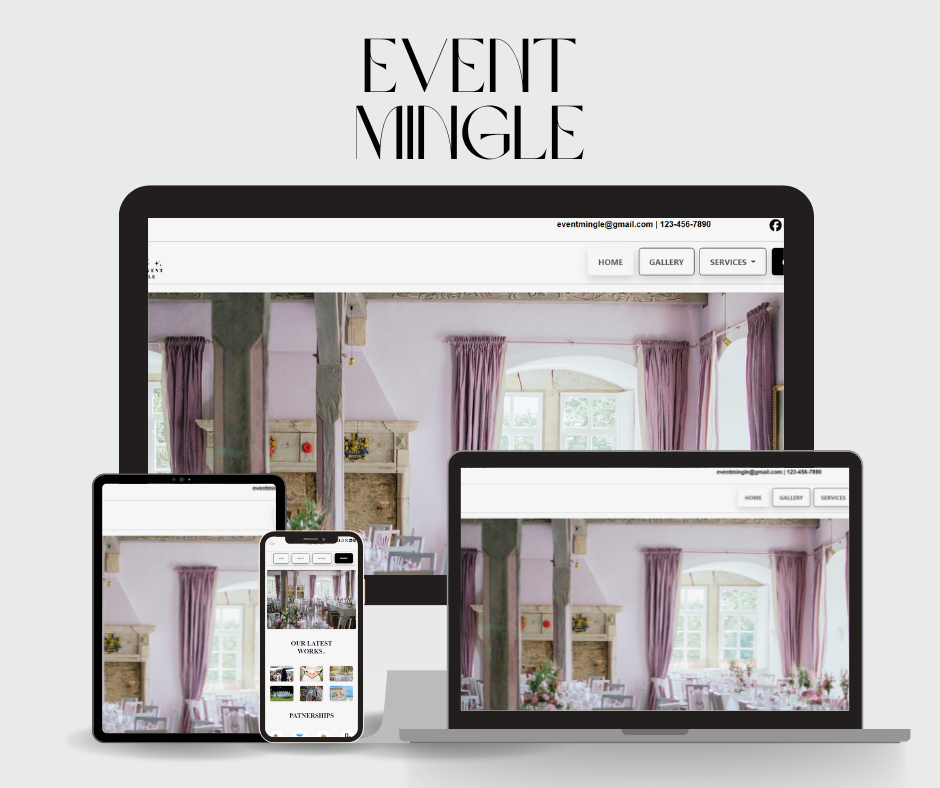 EVENT
MINGLE
eventmingle@gmail.com | 123-456-7890
HOME
GALLERY
SERVICES
eventmingle@gmail.com | 123-456-7890
HOME
GALLERY
SERVICES
OUR LATEST
WORKS..
PATNERSHIPS